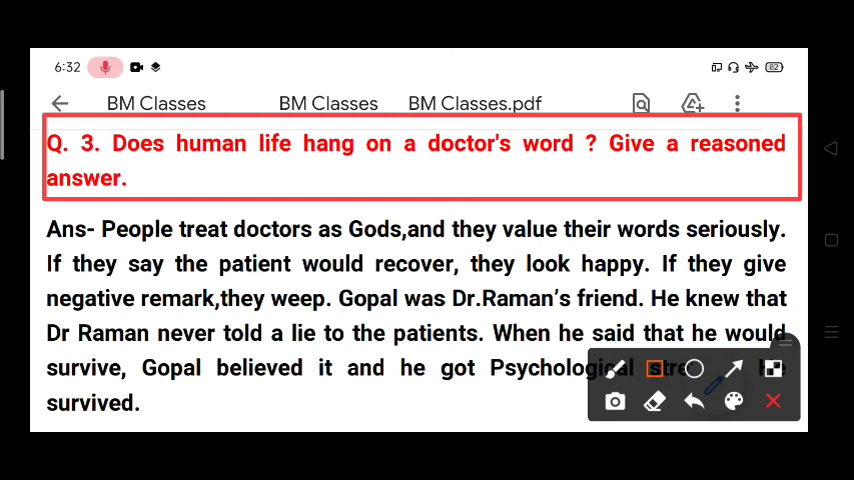 6:32
82
BM Classes BM Classes BM Classes.pdf
Q. 3. Does human life hang on a doctor's word ? Give a reasoned
answer.
Ans- People treat doctors as Gods,and they value their words seriously.
If they say the patient would recover, they look happy. If they give
negative remark,they weep. Gopal was Dr.Raman's friend. He knew that
Dr Raman never told a lie to the patients. When he said that he would
survive, Gopal believed it and he got Psychological he
survived.